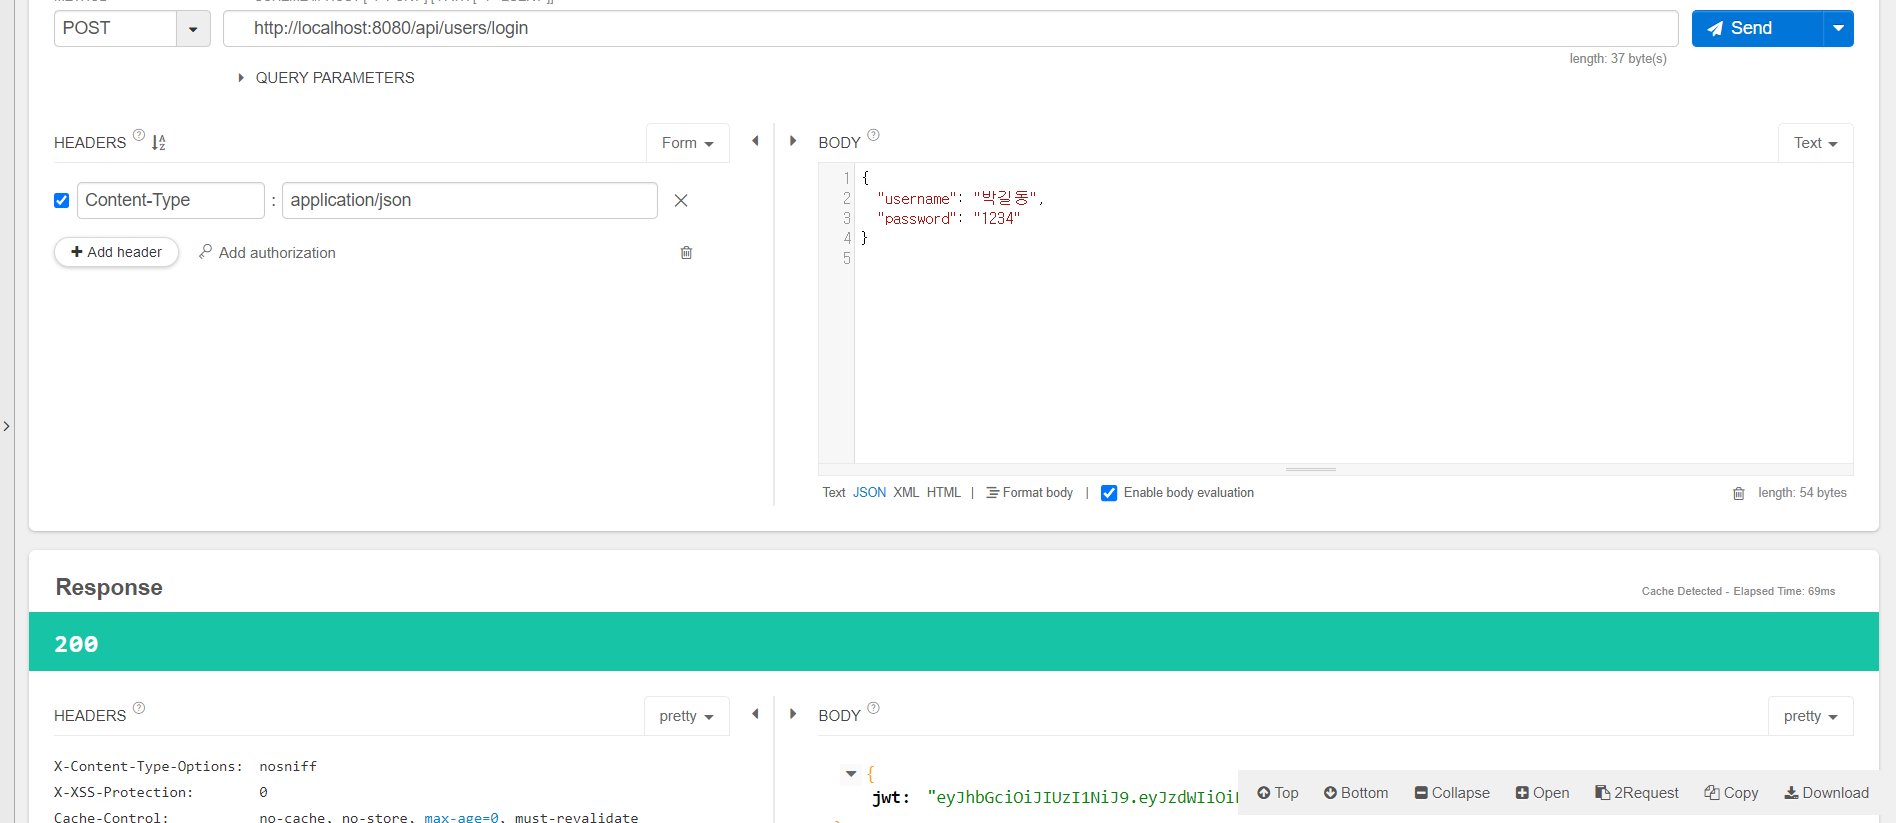 POST
http://localhost:8080/api/users/login
Send
length: 37 byte(s)
QUERY PARAMETERS
HEADERS
Form
BODY
Text
Content-Type : application/json
Add header
Add authorization
1 {
2 "username": "박길동",
3 "password": "1234"
4 }
5
Text JSON XML HTML | Format body | Enable body evaluation
length: 54 bytes
Response
Cache Detected - Elapsed Time: 69ms
200
HEADERS
pretty
BODY
pretty
X-Content-Type-Options: nosniff
X-XSS-Protection: 0
Cache-Control: no-cache, no-store, max-age=0, must-revalidate
{
jwt: "eyJhbGciOiJIUzI1NiJ9.eyJzdWIiOi
Top Bottom Collapse Open 2Request Copy Download